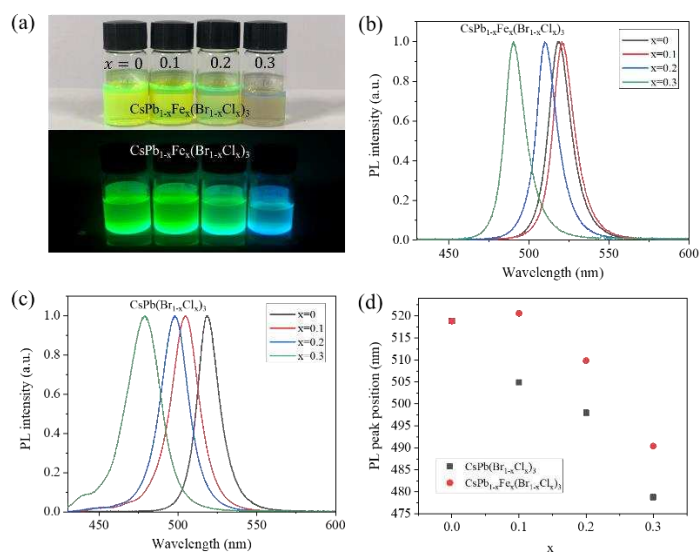 (a)
x = 0 0.1 0.2 0.3
CsPb₁₋ₓFeₓ(Br₁₋ₓClₓ)₃
CsPb₁₋ₓFeₓ(Br₁₋ₓClₓ)₃
(b)
CsPb₁₋ₓFeₓ(Br₁₋ₓClₓ)₃
x=0
x=0.1
x=0.2
x=0.3
PL intensity (a.u.)
1.0
0.8
0.6
0.4
0.2
0.0
450 500 550 600
Wavelength (nm)
(c)
CsPb(Br₁₋ₓClₓ)₃
x=0
x=0.1
x=0.2
x=0.3
PL intensity (a.u.)
1.0
0.8
0.6
0.4
0.2
0.0
450 500 550 600
Wavelength (nm)
(d)
PL peak position (nm)
520
515
510
505
500
495
490
485
480
475
CsPb(Br₁₋ₓClₓ)₃
CsPb₁₋ₓFeₓ(Br₁₋ₓClₓ)₃
0.0 0.1 0.2 0.3
x